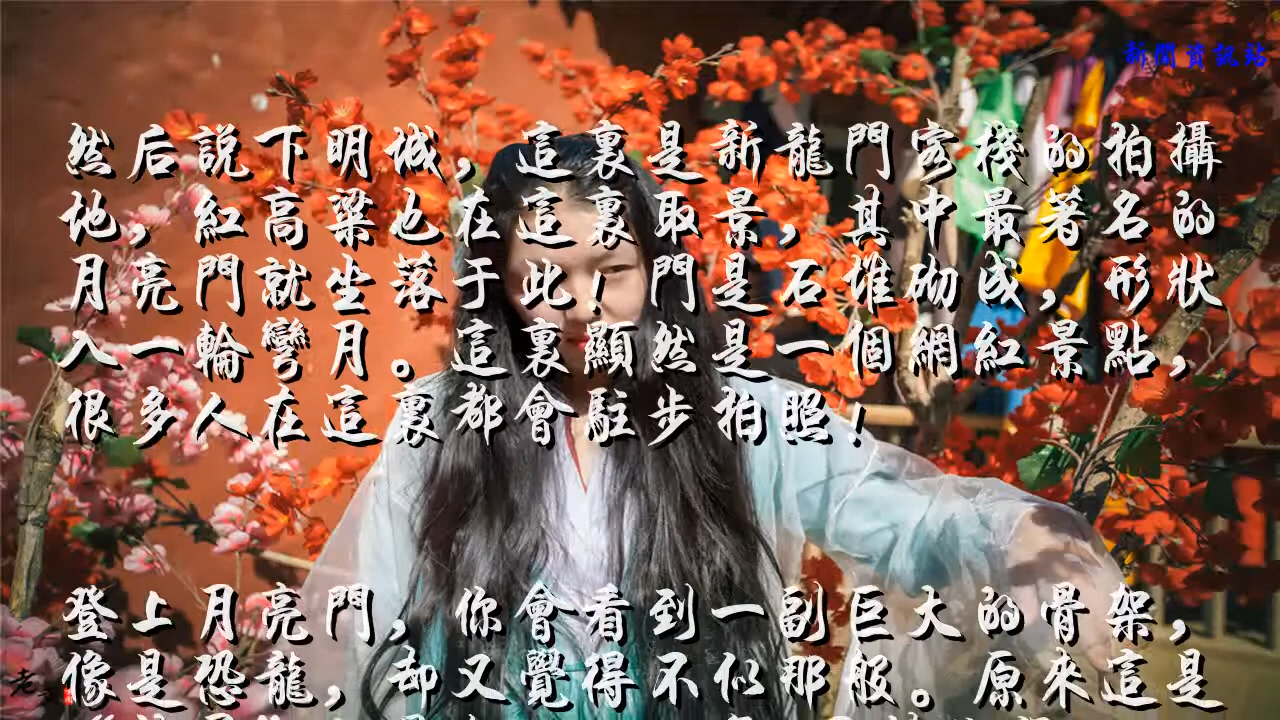 新聞資訊站
然后説下明城，這裏是新龍門客棧的拍攝
地，紅高粱也在這裏取景，其中最著名的
月亮門就坐落于此！門是石堆砌成，形狀
入一輪彎月。這裏顯然是一個網紅景點，
很多人在這裏都會駐步拍照！
登上月亮門，你會看到一副巨大的骨架，
像是恐龍，却又覺得不似那般。原來這是
老